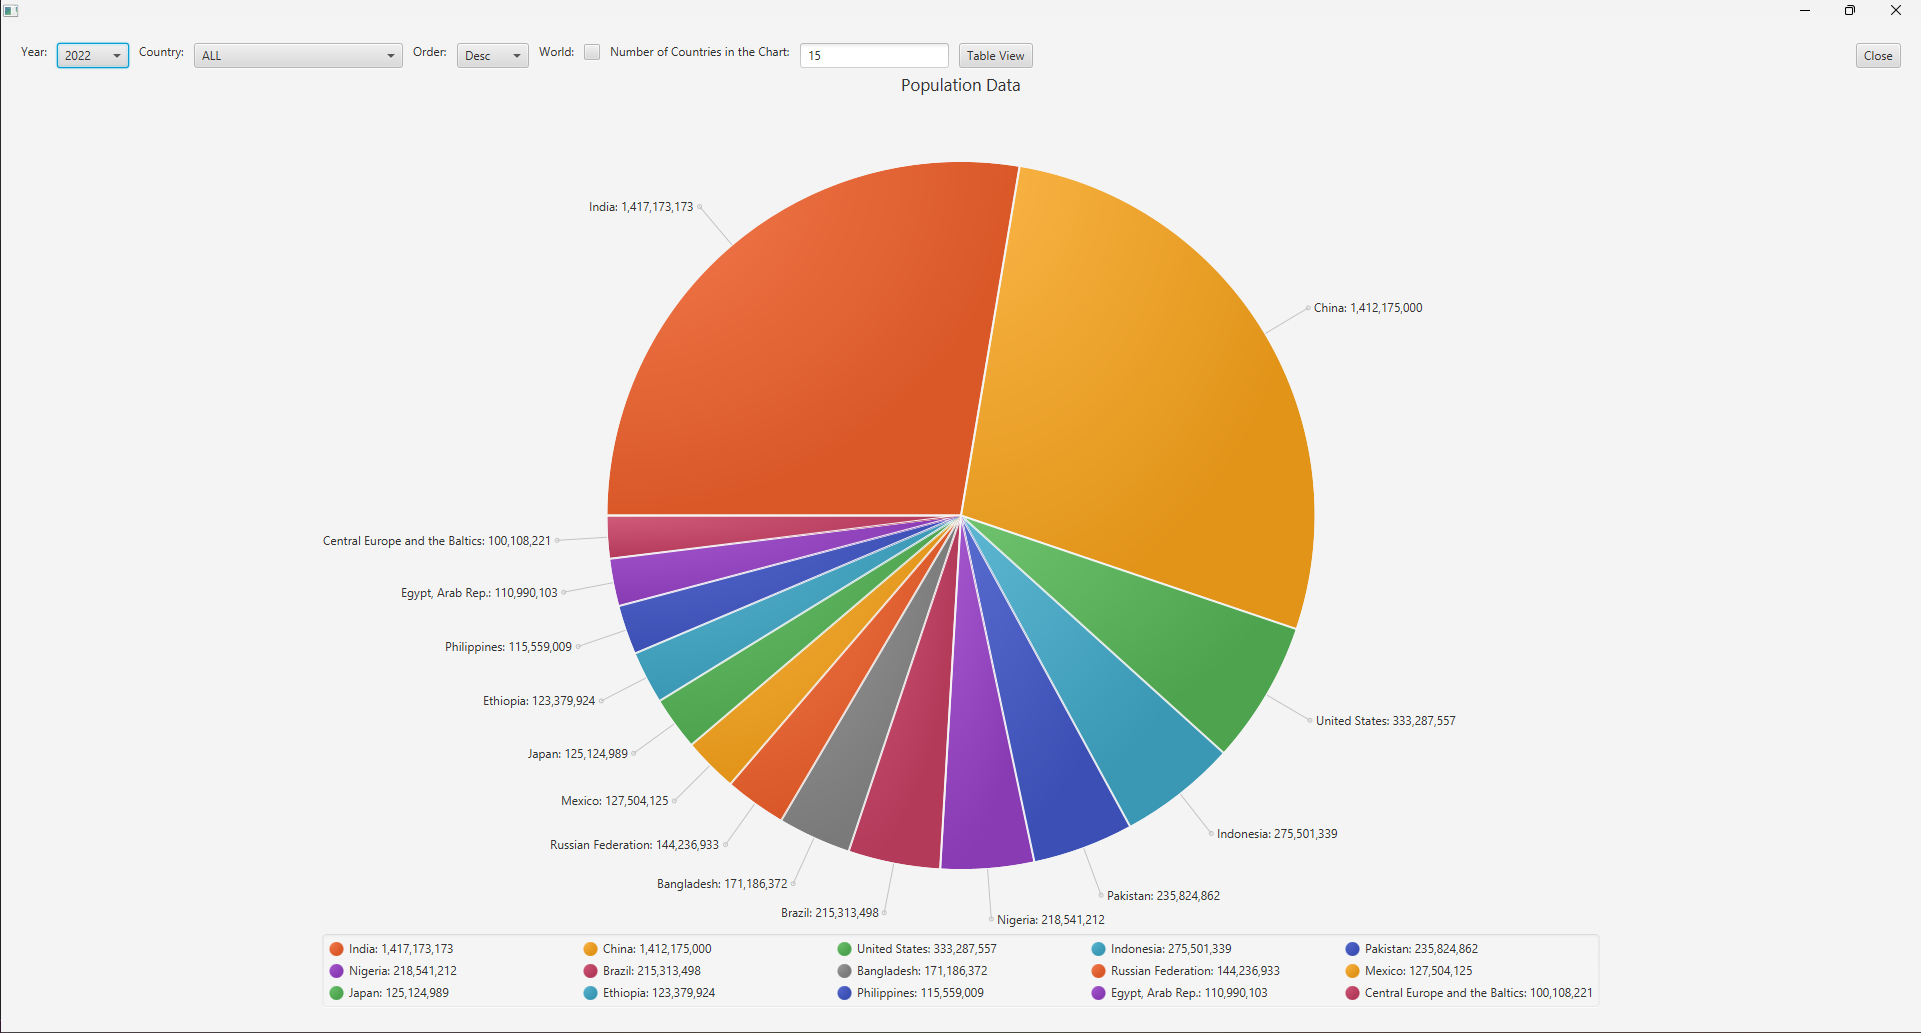 Year: 2022 Country: ALL Order: Desc World: Number of Countries in the Chart: 15 Table View Close
Population Data
India: 1,417,173,173
China: 1,412,175,000
Central Europe and the Baltics: 100,108,221
Egypt, Arab Rep.: 110,990,103
Philippines: 115,559,009
Ethiopia: 123,379,924
United States: 333,287,557
Japan: 125,124,989
Mexico: 127,504,125
Indonesia: 275,501,339
Russian Federation: 144,236,933
Bangladesh: 171,186,372
Pakistan: 235,824,862
Brazil: 215,313,498
Nigeria: 218,541,212
India: 1,417,173,173 China: 1,412,175,000 United States: 333,287,557 Indonesia: 275,501,339 Pakistan: 235,824,862
Nigeria: 218,541,212 Brazil: 215,313,498 Bangladesh: 171,186,372 Russian Federation: 144,236,933 Mexico: 127,504,125
Japan: 125,124,989 Ethiopia: 123,379,924 Philippines: 115,559,009 Egypt, Arab Rep.: 110,990,103 Central Europe and the Baltics: 100,108,221